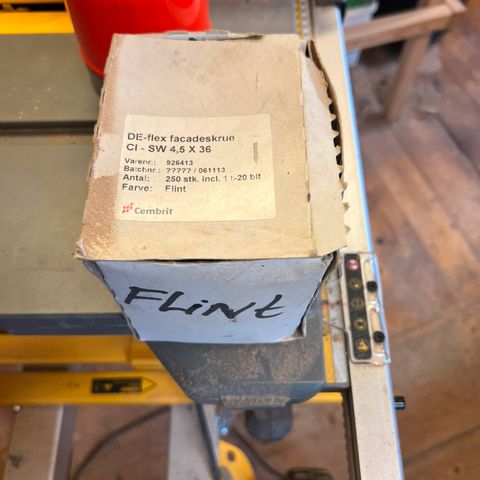 DE-flex facadeskrue
CI - SW 4,5 X 36
Varenr.: 926413
Batchnr.: ????? / 061113
Antal: 250 stk. incl. 1 t-20 bit
Farve: Flint
Cembrit
FLiNt